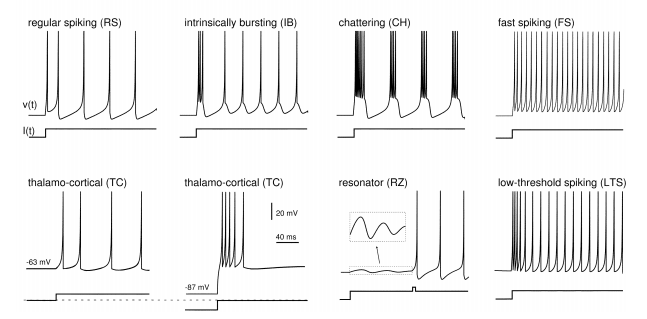 regular spiking (RS)
intrinsically bursting (IB)
chattering (CH)
fast spiking (FS)
v(t)
I(t)
thalamo-cortical (TC)
thalamo-cortical (TC)
resonator (RZ)
low-threshold spiking (LTS)
20 mV
40 ms
-63 mV
-87 mV